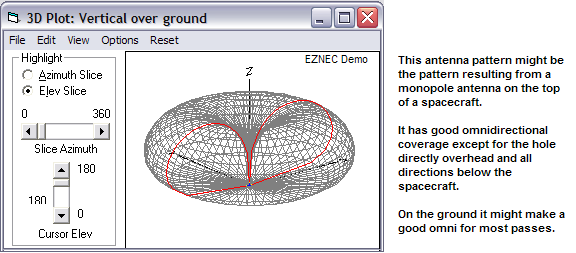 3D Plot: Vertical over ground
File Edit View Options Reset
Highlight
Azimuth Slice
Elev Slice
0 360
Slice Azimuth
180
180
0
Cursor Elev
EZNEC Demo
Z
This antenna pattern might be
the pattern resulting from a
monopole antenna on the top
of a spacecraft.
It has good omnidirectional
coverage except for the hole
directly overhead and all
directions below the
spacecraft.
On the ground it might make a
good omni for most passes.